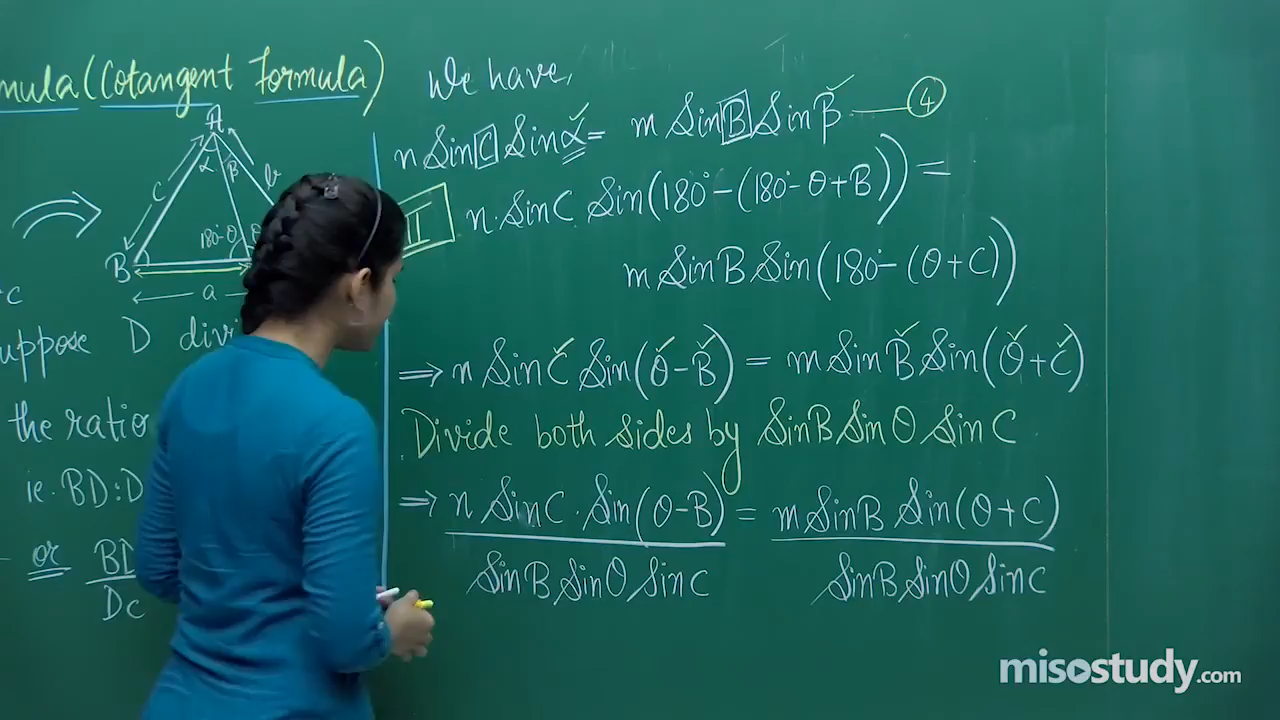 mula (Cotangent Formula)
A
α β
c b
180°-θ θ
B
a
c
uppose D divi
the ratio
ie. BD:D
or BD
Dc
We have,
n Sin C Sin α = m Sin B Sin β — 4
II n. Sin C Sin (180° - (180° - θ + B)) =
m Sin B Sin (180° - (θ + C))
⇒ n Sin C Sin (θ - B) = m Sin B Sin (θ + C)
Divide both sides by Sin B Sin θ Sin C
⇒ n Sin C . Sin (θ - B) = m Sin B Sin (θ + C)
Sin B Sin θ Sin C Sin B Sin θ Sin C
misostudy.com